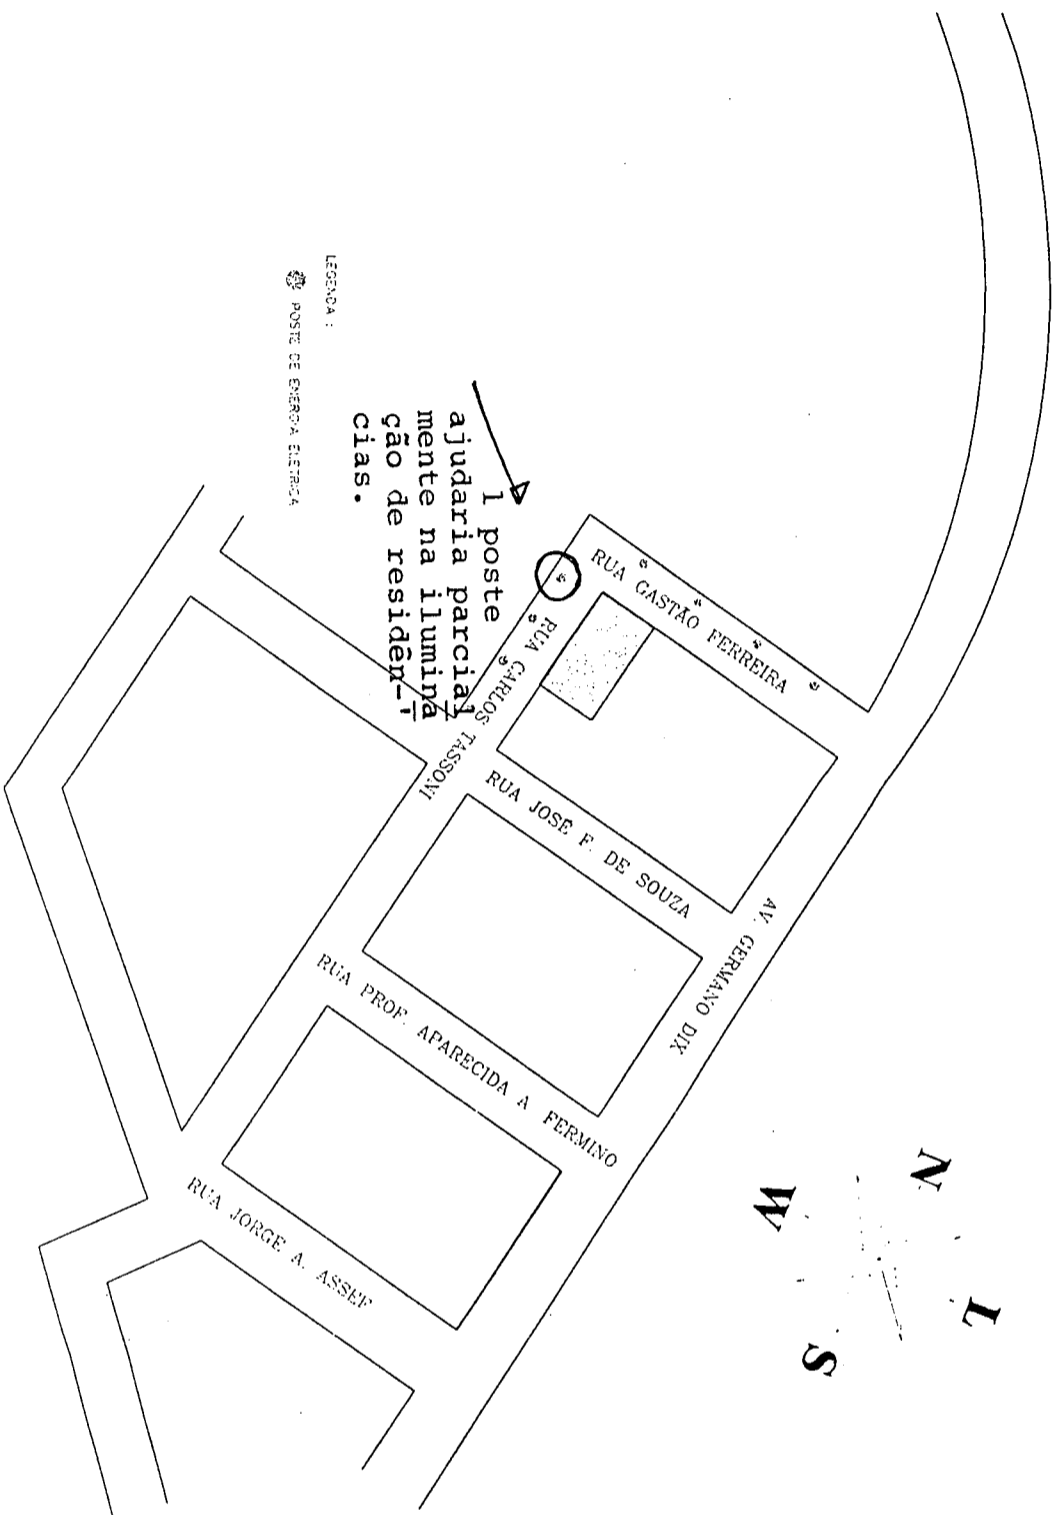 LEGENDA :
POSTE DE ENERGIA ELETRICA
1 poste
ajudaria parcial
mente na ilumina
ção de residên-'
cias.
RUA GASTÃO FERREIRA
RUA CARLOS TASSONI
RUA JOSÉ F. DE SOUZA
AV. GERMANO DIX
RUA PROF. APARECIDA A FERMINO
RUA JORGE A. ASSEF
N
W
L
S